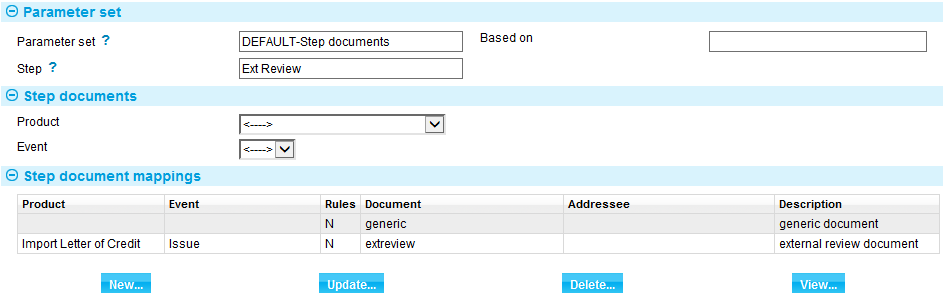 Parameter set
Parameter set ? DEFAULT-Step documents Based on
Step ? Ext Review
Step documents
Product <---->
Event <---->
Step document mappings
Product Event Rules Document Addressee Description
N generic generic document
Import Letter of Credit Issue N extreview external review document
New... Update... Delete... View...